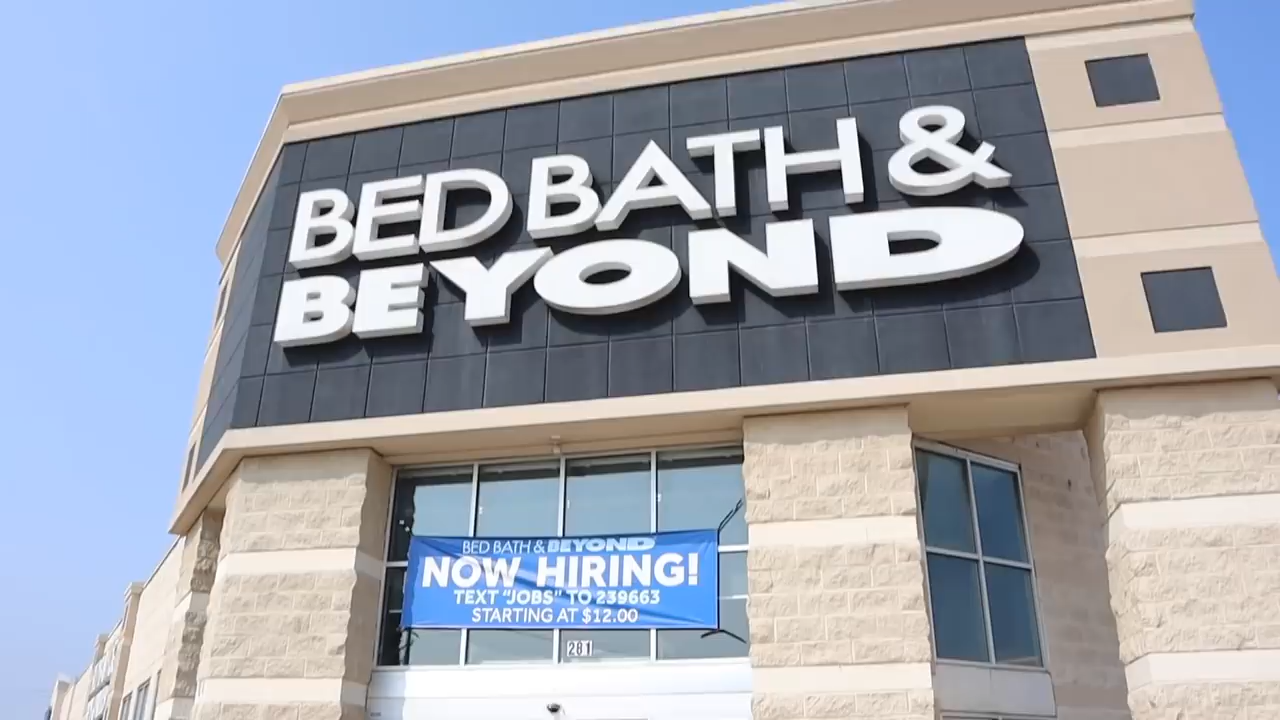 BED BATH &
BEYOND
BED BATH & BEYOND
NOW HIRING!
TEXT "JOBS" TO 239663
STARTING AT $12.00
281